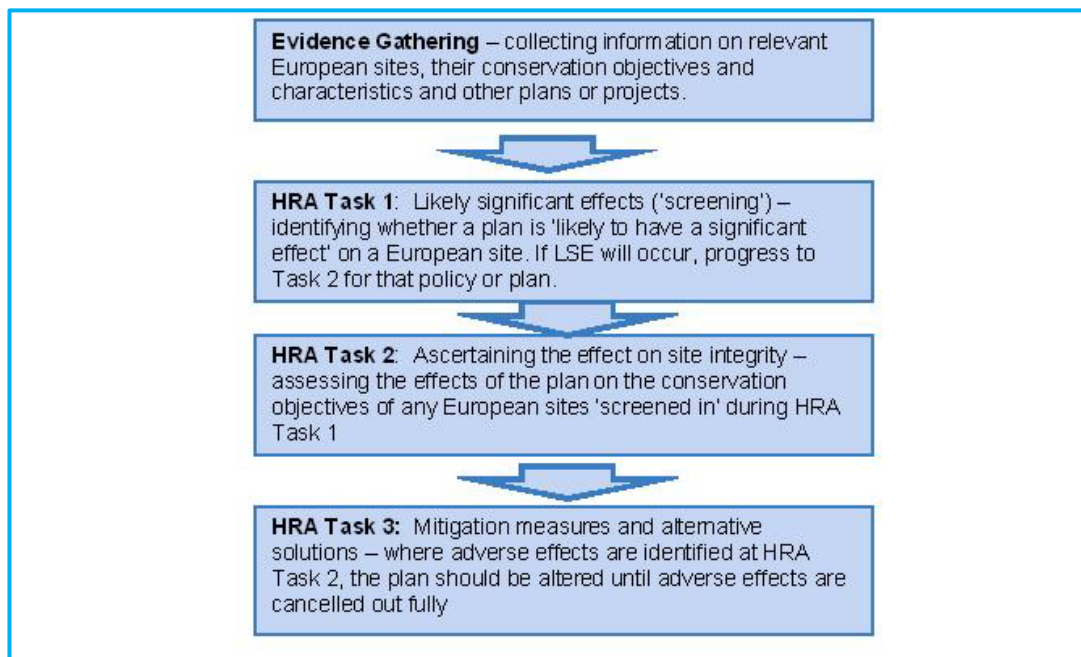 Evidence Gathering – collecting information on relevant
European sites, their conservation objectives and
characteristics and other plans or projects.
HRA Task 1:  Likely significant effects ('screening') –
identifying whether a plan is 'likely to have a significant
effect' on a European site. If LSE will occur, progress to
Task 2 for that policy or plan.
HRA Task 2:  Ascertaining the effect on site integrity –
assessing the effects of the plan on the conservation
objectives of any European sites 'screened in' during HRA
Task 1
HRA Task 3:  Mitigation measures and alternative
solutions – where adverse effects are identified at HRA
Task 2, the plan should be altered until adverse effects are
cancelled out fully